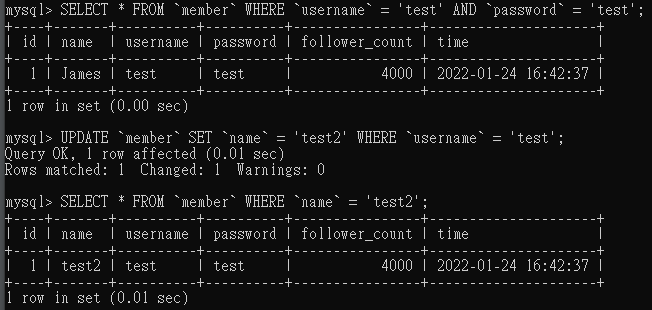 mysql> SELECT * FROM `member` WHERE `username` = 'test' AND `password` = 'test';
+----+-------+----------+----------+----------------+---------------------+
| id | name  | username | password | follower_count | time                |
+----+-------+----------+----------+----------------+---------------------+
|  1 | James | test     | test     |           4000 | 2022-01-24 16:42:37 |
+----+-------+----------+----------+----------------+---------------------+
1 row in set (0.00 sec)

mysql> UPDATE `member` SET `name` = 'test2' WHERE `username` = 'test';
Query OK, 1 row affected (0.01 sec)
Rows matched: 1  Changed: 1  Warnings: 0

mysql> SELECT * FROM `member` WHERE `name` = 'test2';
+----+-------+----------+----------+----------------+---------------------+
| id | name  | username | password | follower_count | time                |
+----+-------+----------+----------+----------------+---------------------+
|  1 | test2 | test     | test     |           4000 | 2022-01-24 16:42:37 |
+----+-------+----------+----------+----------------+---------------------+
1 row in set (0.01 sec)